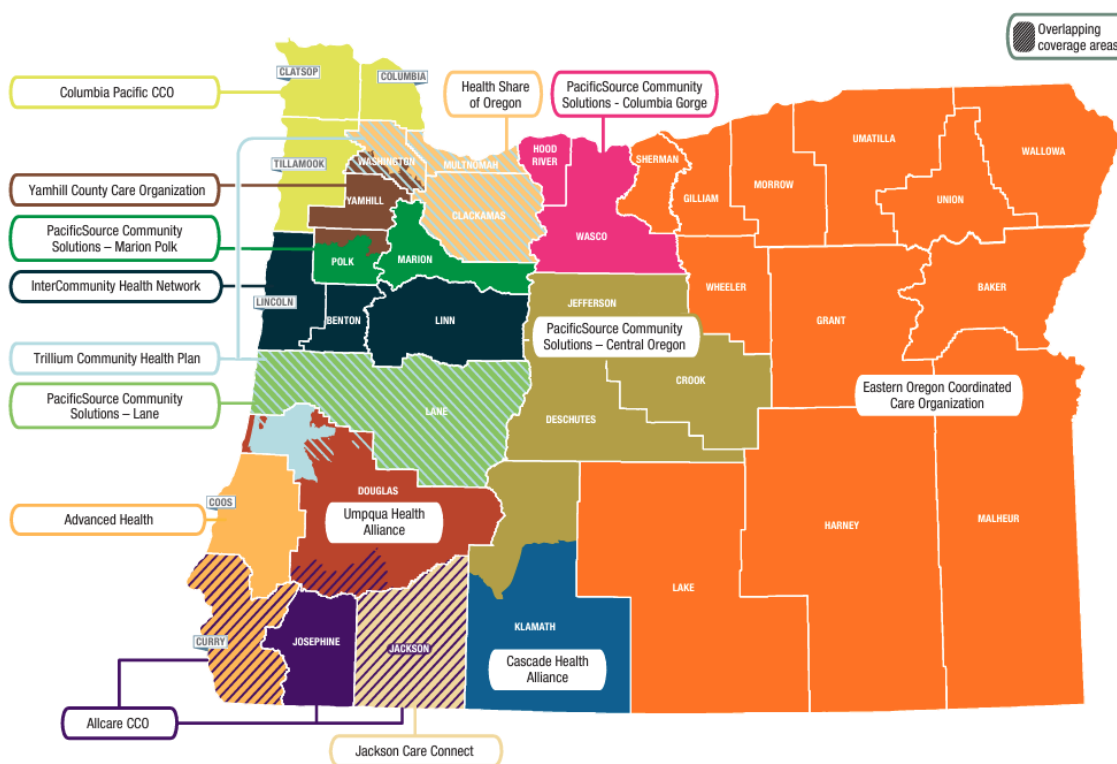 Overlapping
coverage areas
CLATSOP
COLUMBIA
Columbia Pacific CCO
Health Share
of Oregon
PacificSource Community
Solutions - Columbia Gorge
TILLAMOOK
WASHINGTON
MULTNOMAH
HOOD
RIVER
SHERMAN
UMATILLA
WALLOWA
MORROW
GILLIAM
UNION
Yamhill County Care Organization
YAMHILL
CLACKAMAS
WASCO
PacificSource Community
Solutions – Marion Polk
POLK
MARION
InterCommunity Health Network
LINCOLN
BENTON
LINN
JEFFERSON
WHEELER
GRANT
BAKER
PacificSource Community
Solutions – Central Oregon
Trillium Community Health Plan
CROOK
PacificSource Community
Solutions – Lane
LANE
DESCHUTES
Eastern Oregon Coordinated
Care Organization
DOUGLAS
COOS
Advanced Health
Umpqua Health
Alliance
HARNEY
MALHEUR
LAKE
KLAMATH
CURRY
JOSEPHINE
JACKSON
Cascade Health
Alliance
Allcare CCO
Jackson Care Connect